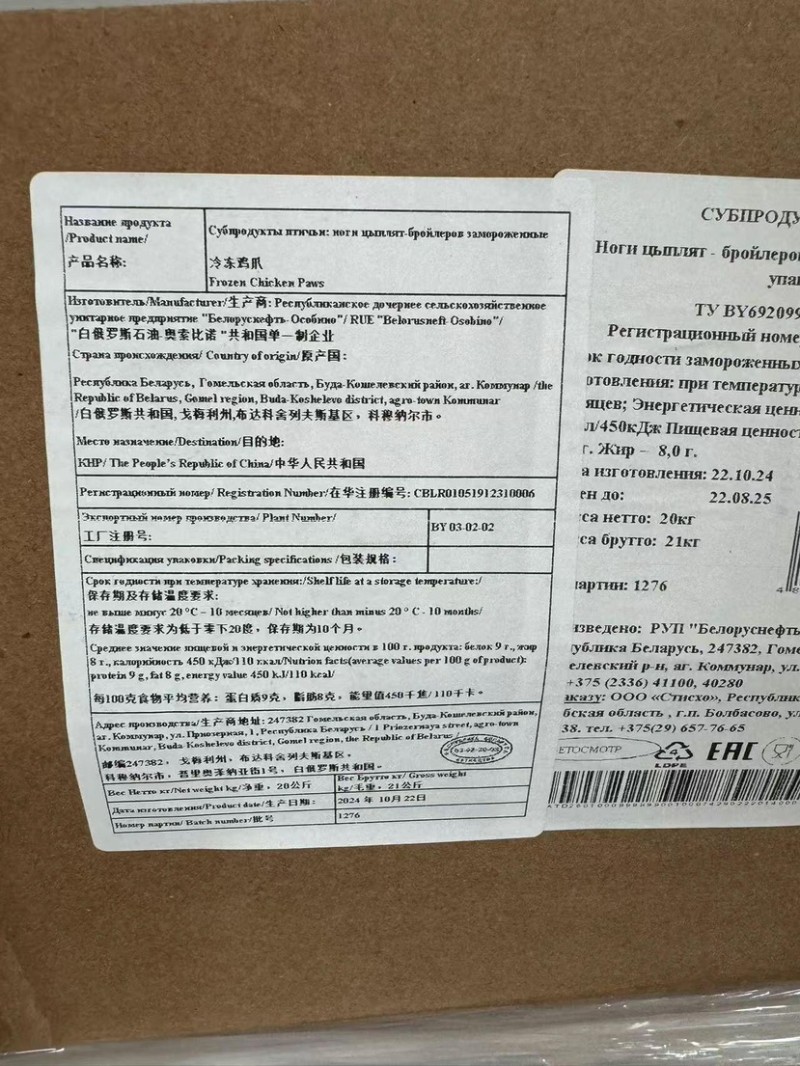 Название продукта
/Product name/
产品名称:
Субпродукты птичьи: ноги цыплят-бройлеров замороженные
冷冻鸡爪
Frozen Chicken Paws
Изготовитель/Manufacturer/生产商: Республиканское дочернее сельскохозяйственное
унитарное предприятие "Белоруснефть-Особино"/ RUE "Belorusneft-Osobino"/
"白俄罗斯石油-奥索比诺 "共和国单一制企业
Страна происхождения/ Country of origin/原产国:
Республика Беларусь, Гомельская область, Буда-Кошелевский район, аг. Коммунар /the
Republic of Belarus, Gomel region, Buda-Koshelevo district, agro-town Kommunar
/白俄罗斯共和国, 戈梅利州,布达科舍列夫斯基区, 科穆纳尔市。
Место назначение/Destination/目的地:
КНР/ The People's Republic of China/中华人民共和国
Регистрационный номер/ Registration Number/在华注册编号: CBLR01051912310006
Экспортный номер производства/ Plant Number/
工厂注册号:
BY 03-02-02
Спецификация упаковки/Packing specifications /包装规格:
Срок годности при температуре хранения:/Shelf life at a storage temperature:/
保存期及存储温度要求:
не выше минус 20 °C – 10 месяцев/ Not higher than minus 20 ° C - 10 months/
存储温度要求为低于零下20度, 保存期为10个月。
Среднее значение пищевой и энергетической ценности в 100 г. продукта: белок 9 г., жир
8 г., калорийность 450 кДж/110 ккал/Nutrion facts(average values per 100 g of product):
protein 9 g, fat 8 g, energy value 450 kJ/110 kcal/
每100克食物平均营养: 蛋白质9克, 脂肪8克, 能里值450千焦/110千卡。
Адрес производства/生产商地址: 247382 Гомельская область, Буда-Кошелевский район,
аг. Коммунар, ул. Приозерная, 1, Республика Беларусь / 1 Priozernaya street, agro-town
Kommunar, Buda Koshelevo district, Gomel region, the Republic of Belarus /
邮编247382, 戈梅利州, 布达科舍列夫斯基区,
科穆纳尔市, 普里奥泽纳亚街1号, 白俄罗斯共和国。
Вес Нетто кг/Net weight kg/净重, 20公斤
Вес Брутто кг/ Gross weight
kg/毛重, 21公斤
Дата изготовления/Product date/生产日期:
2024 年 10月 22日
Номер партии/ Batch number/批号
1276
СУБПРОДУ
Ноги цыплят - бройлеро
упа
ТУ BY692099
Регистрационный номе
ок годности замороженны
отовления: при температур
яцев; Энергетическая ценн
л/450кДж Пищевая ценност
г. Жир – 8,0 г.
а изготовления: 22.10.24
ен до: 22.08.25
са нетто: 20кг
са брутто: 21кг
партии: 1276
изведено: РУП "Белоруснефть
ублика Беларусь, 247382, Гоме
елевский р-н, аг. Коммунар, ул.
+375 (2336) 41100, 40280
аказу: ООО «Стисхо», Республик
бская область , г.п. Болбасово, ул
38. тел. +375(29) 657-76-65
ЕТОСМОТР
4
LDPE
EAC